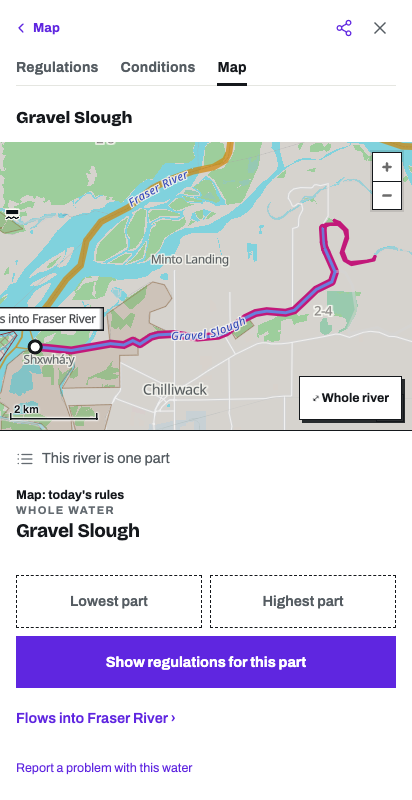 Map
Regulations
Conditions
Map
Gravel Slough
Fraser River
Minto Landing
2-4
s into Fraser River
Gravel Slough
Shxwhá:y
Chilliwack
2 km
+
−
Whole river
This river is one part
Map: today's rules
WHOLE WATER
Gravel Slough
Lowest part
Highest part
Show regulations for this part
Flows into Fraser River ›
Report a problem with this water